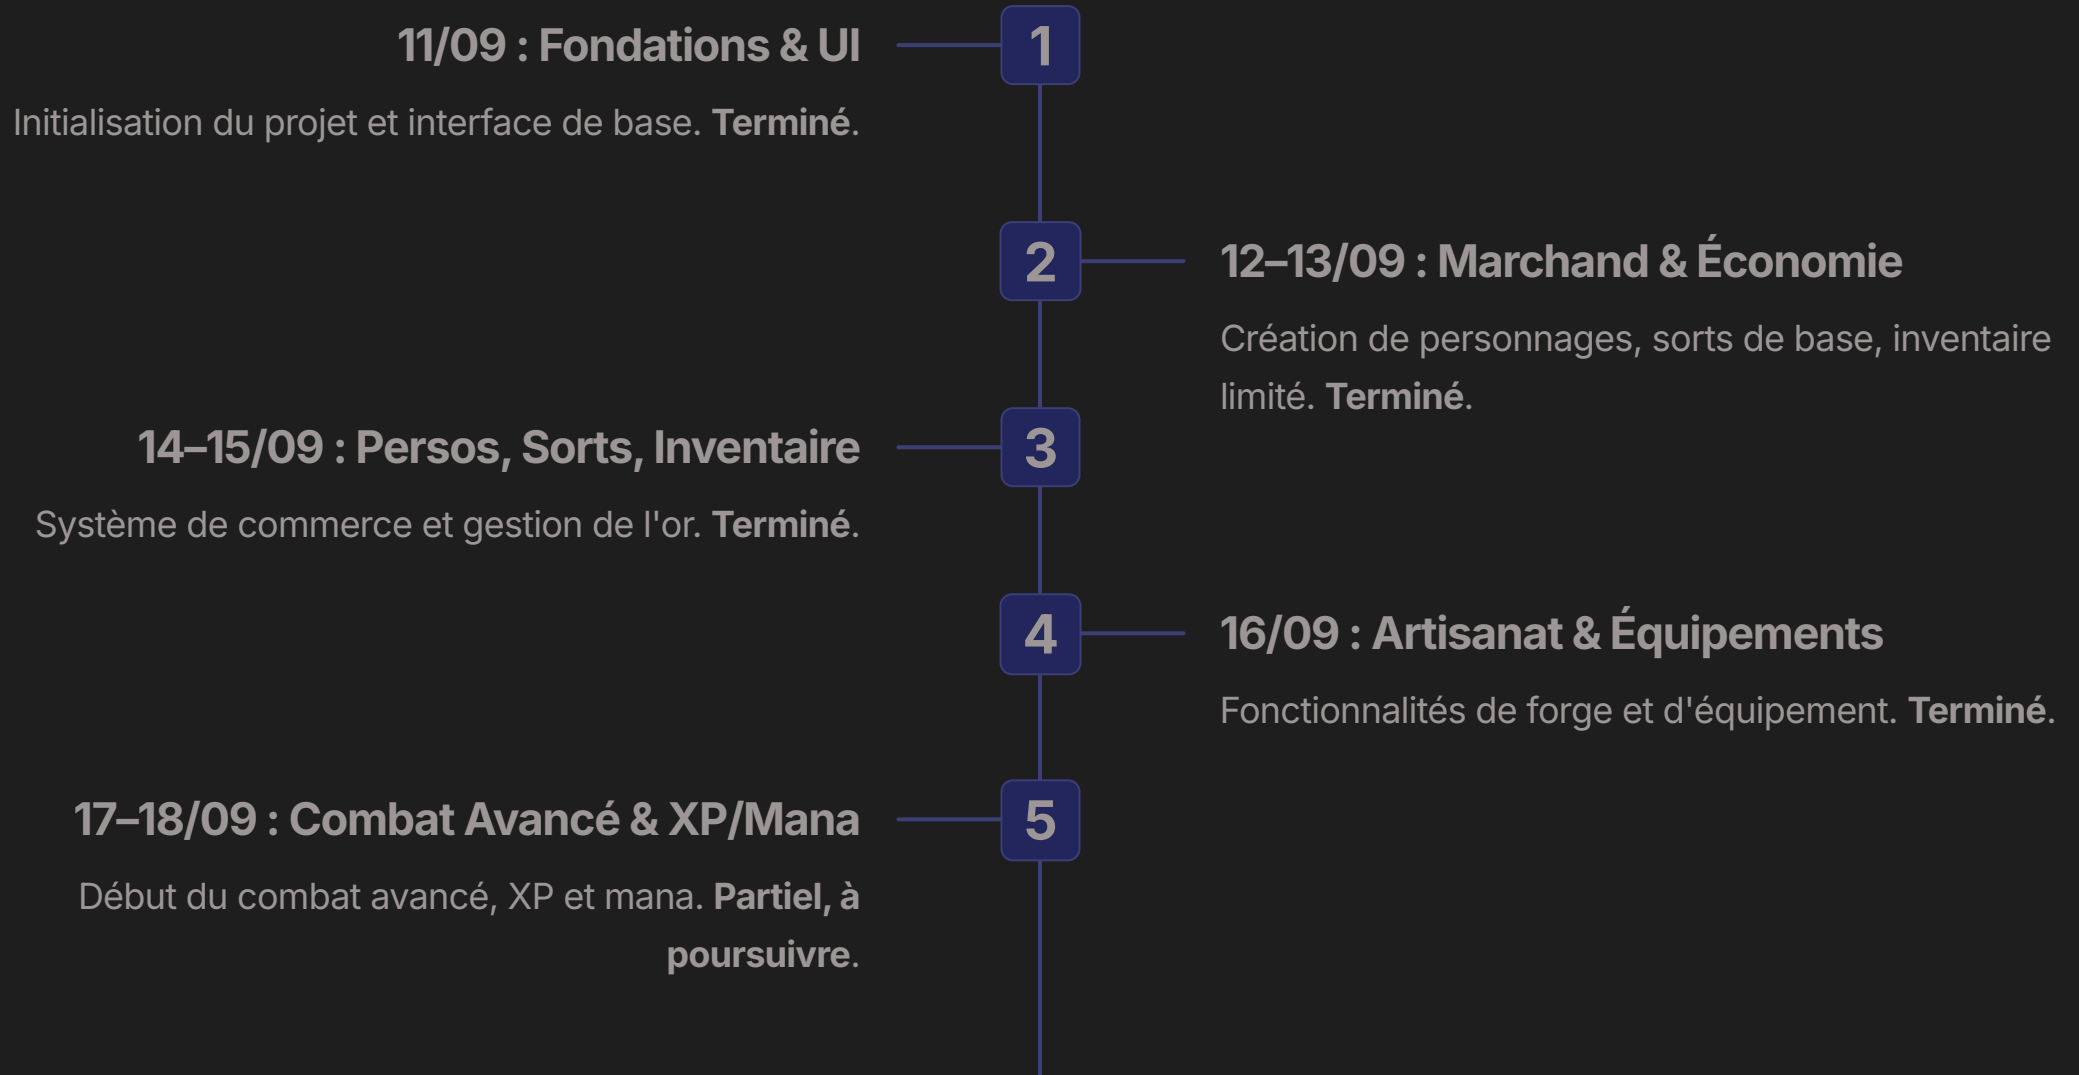 11/09 : Fondations & UI
1
Initialisation du projet et interface de base. Terminé.
2
12–13/09 : Marchand & Économie
Création de personnages, sorts de base, inventaire
limité. Terminé.
14–15/09 : Persos, Sorts, Inventaire
3
Système de commerce et gestion de l'or. Terminé.
4
16/09 : Artisanat & Équipements
Fonctionnalités de forge et d'équipement. Terminé.
17–18/09 : Combat Avancé & XP/Mana
5
Début du combat avancé, XP et mana. Partiel, à
poursuivre.